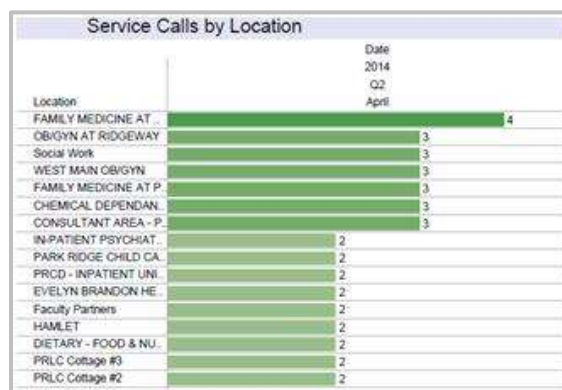 Service Calls by Location
Date
2014
Q2
Location April
FAMILY MEDICINE AT .. 4
OB/GYN AT RIDGEWAY 3
Social Work 3
WEST MAIN OB/GYN 3
FAMILY MEDICINE AT P.. 3
CHEMICAL DEPENDAN.. 3
CONSULTANT AREA - P.. 3
IN-PATIENT PSYCHIAT.. 2
PARK RIDGE CHILD CA.. 2
PRCD - INPATIENT UNI.. 2
EVELYN BRANDON HE.. 2
Faculty Partners 2
HAMLET 2
DIETARY - FOOD & NU.. 2
PRLC Cottage #3 2
PRLC Cottage #2 2